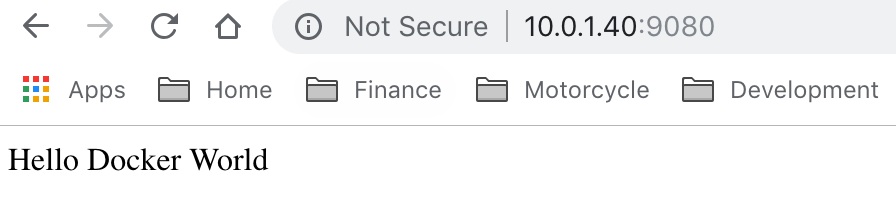 Not Secure | 10.0.1.40:9080
Apps Home Finance Motorcycle Development
Hello Docker World